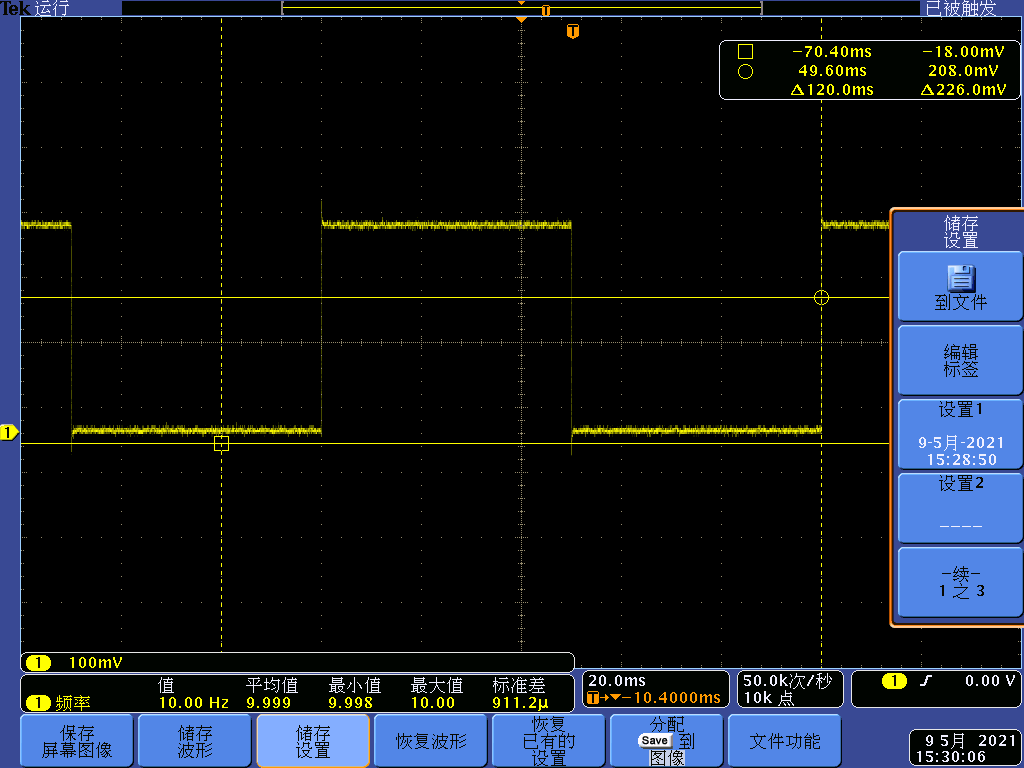 Tek 运行
T
已被触发
T
−70.40ms −18.00mV
49.60ms 208.0mV
Δ120.0ms Δ226.0mV
储存
设置
到文件
编辑
标签
设置1
9-5月-2021
15:28:50
设置2
----
-续-
1 之 3
1
1 100mV
值 平均值 最小值 最大值 标准差
1 频率 10.00 Hz 9.999 9.998 10.00 911.2μ
20.0ms
T→▼−10.4000ms
50.0k次/秒
10k 点
1 0.00 V
保存
屏幕图像
储存
波形
储存
设置
恢复波形
恢复
已有的
设置
分配
Save 到
图像
文件功能
9 5月 2021
15:30:06